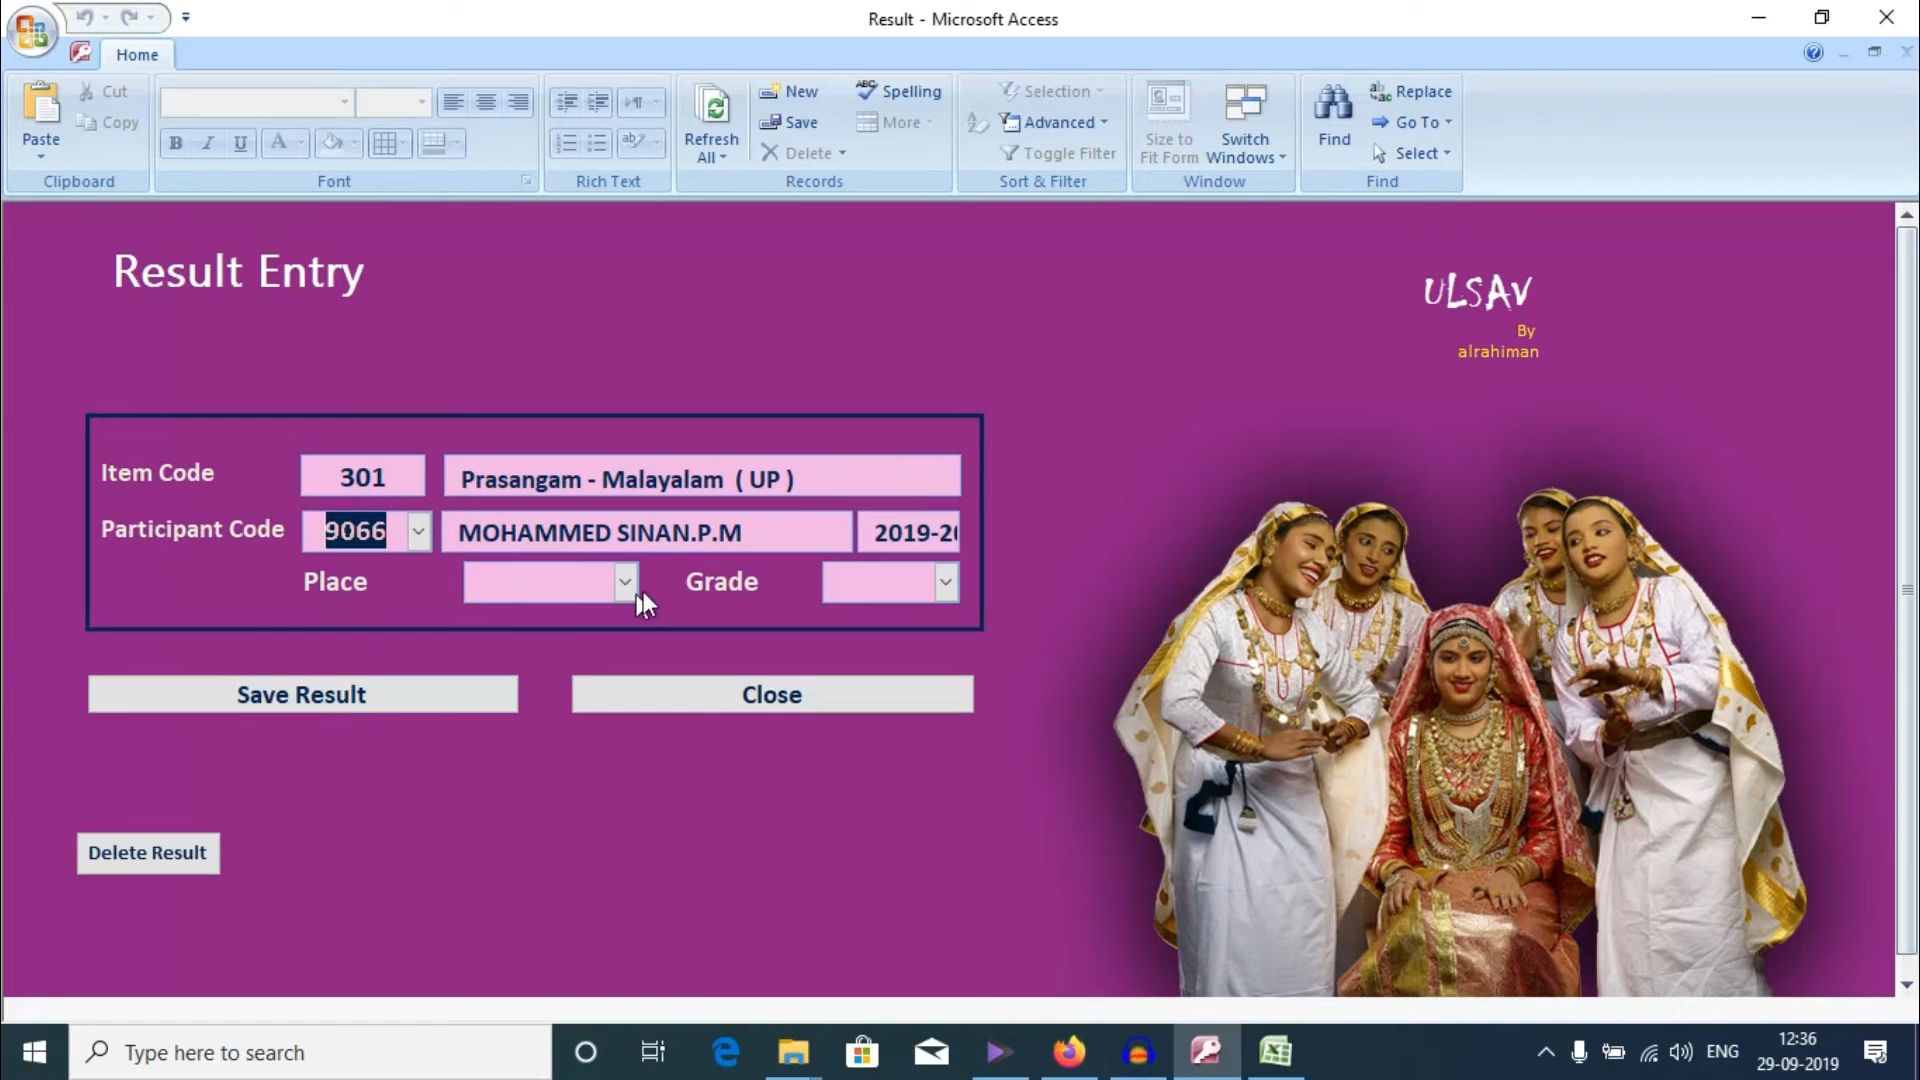 Result - Microsoft Access
Home
Paste
Cut
Copy
Clipboard
B I U A
Font
Rich Text
Refresh All
New
Save
Delete
ABC Spelling
More
Records
Selection
Advanced
Toggle Filter
Sort & Filter
Size to Fit Form
Switch Windows
Window
Find
Replace
Go To
Select
Find
Result Entry
ULSAV
By
alrahiman
Item Code 301 Prasangam - Malayalam ( UP )
Participant Code 9066 MOHAMMED SINAN.P.M 2019-20
Place Grade
Save Result Close
Delete Result
Type here to search
ENG
12:36
29-09-2019